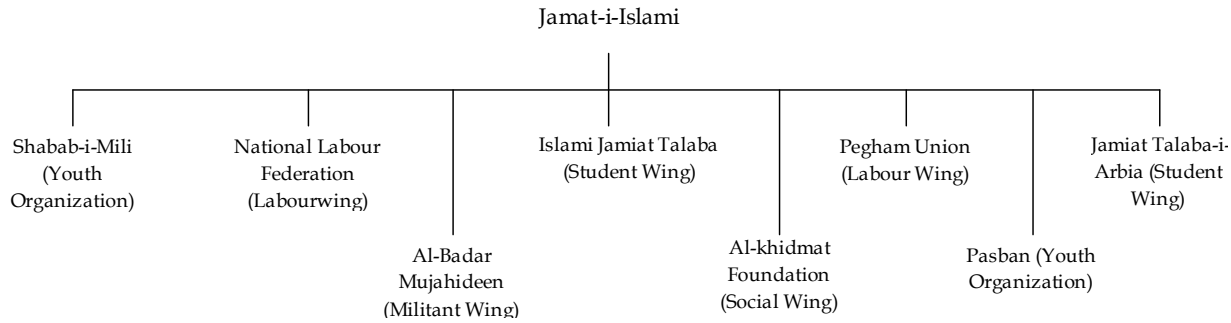 Jamat-i-Islami
Shabab-i-Mili
(Youth
Organization)
National Labour
Federation
(Labourwing)
Al-Badar
Mujahideen
(Militant Wing)
Islami Jamiat Talaba
(Student Wing)
Al-khidmat
Foundation
(Social Wing)
Pegham Union
(Labour Wing)
Pasban (Youth
Organization)
Jamiat Talaba-i-
Arbia (Student
Wing)